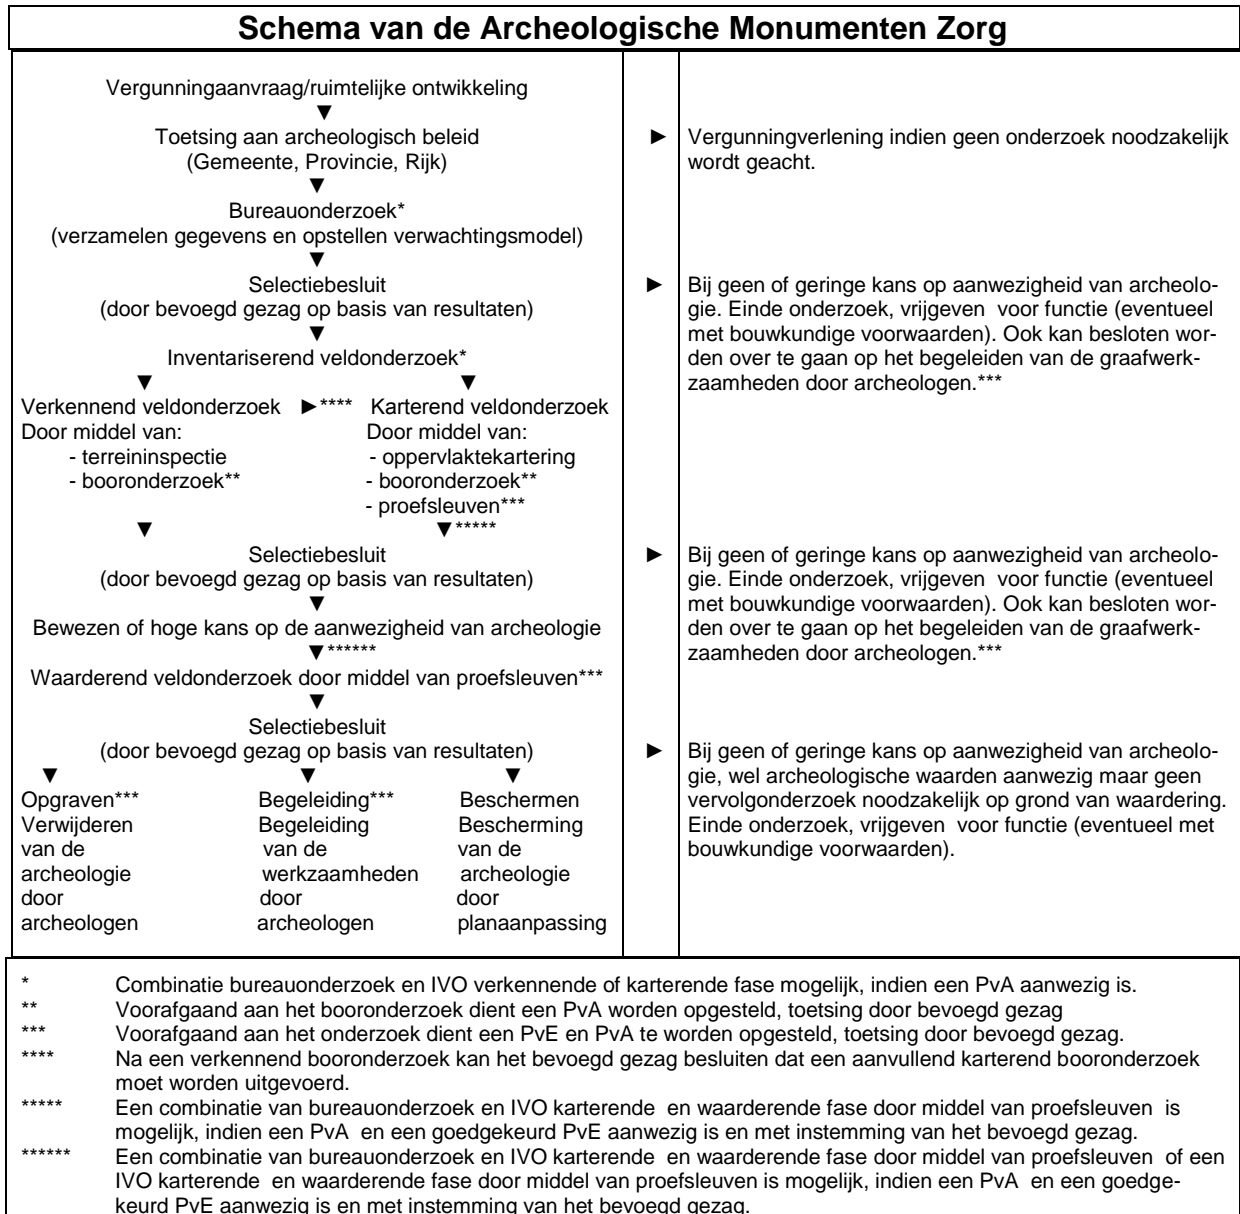 Schema van de Archeologische Monumenten Zorg
Vergunningaanvraag/ruimtelijke ontwikkeling
▼
Toetsing aan archeologisch beleid
(Gemeente, Provincie, Rijk)
► Vergunningverlening indien geen onderzoek noodzakelijk
wordt geacht.
▼
Bureauonderzoek*
(verzamelen gegevens en opstellen verwachtingsmodel)
▼
Selectiebesluit
(door bevoegd gezag op basis van resultaten)
► Bij geen of geringe kans op aanwezigheid van archeolo-
gie. Einde onderzoek, vrijgeven voor functie (eventueel
met bouwkundige voorwaarden). Ook kan besloten wor-
den over te gaan op het begeleiden van de graafwerk-
zaamheden door archeologen.***
▼
Inventariserend veldonderzoek*
▼ ▼
Verkennend veldonderzoek ►**** Karterend veldonderzoek
Door middel van: Door middel van:
- terreininspectie - oppervlaktekartering
- booronderzoek** - booronderzoek**
- proefsleuven***
▼ ▼*****
Selectiebesluit
(door bevoegd gezag op basis van resultaten)
► Bij geen of geringe kans op aanwezigheid van archeolo-
gie. Einde onderzoek, vrijgeven voor functie (eventueel
met bouwkundige voorwaarden). Ook kan besloten wor-
den over te gaan op het begeleiden van de graafwerk-
zaamheden door archeologen.***
▼
Bewezen of hoge kans op de aanwezigheid van archeologie
▼******
Waarderend veldonderzoek door middel van proefsleuven***
▼
Selectiebesluit
(door bevoegd gezag op basis van resultaten)
► Bij geen of geringe kans op aanwezigheid van archeolo-
gie, wel archeologische waarden aanwezig maar geen
vervolgonderzoek noodzakelijk op grond van waardering.
Einde onderzoek, vrijgeven voor functie (eventueel met
bouwkundige voorwaarden).
▼ ▼ ▼
Opgraven*** Begeleiding*** Beschermen
Verwijderen Begeleiding Bescherming
van de van de van de
archeologie werkzaamheden archeologie
door door door
archeologen archeologen planaanpassing
* Combinatie bureauonderzoek en IVO verkennende of karterende fase mogelijk, indien een PvA aanwezig is.
** Voorafgaand aan het booronderzoek dient een PvA worden opgesteld, toetsing door bevoegd gezag
*** Voorafgaand aan het onderzoek dient een PvE en PvA te worden opgesteld, toetsing door bevoegd gezag.
**** Na een verkennend booronderzoek kan het bevoegd gezag besluiten dat een aanvullend karterend booronderzoek
moet worden uitgevoerd.
***** Een combinatie van bureauonderzoek en IVO karterende en waarderende fase door middel van proefsleuven is
mogelijk, indien een PvA en een goedgekeurd PvE aanwezig is en met instemming van het bevoegd gezag.
****** Een combinatie van bureauonderzoek en IVO karterende en waarderende fase door middel van proefsleuven of een
IVO karterende en waarderende fase door middel van proefsleuven is mogelijk, indien een PvA en een goedge-
keurd PvE aanwezig is en met instemming van het bevoegd gezag.